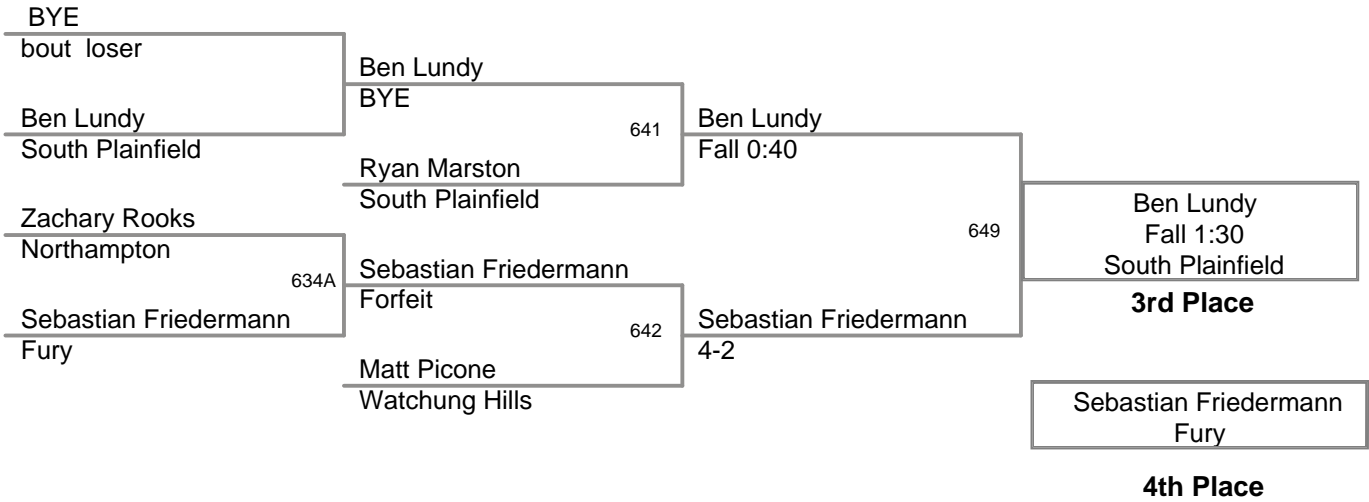 BYE
bout loser
Ben Lundy
South Plainfield
Zachary Rooks
Northampton
634A
Sebastian Friedermann
Fury
Ben Lundy
BYE
641
Ryan Marston
South Plainfield
Sebastian Friedermann
Forfeit
642
Matt Picone
Watchung Hills
Ben Lundy
Fall 0:40
649
Sebastian Friedermann
4-2
Ben Lundy
Fall 1:30
South Plainfield
3rd Place
Sebastian Friedermann
Fury
4th Place